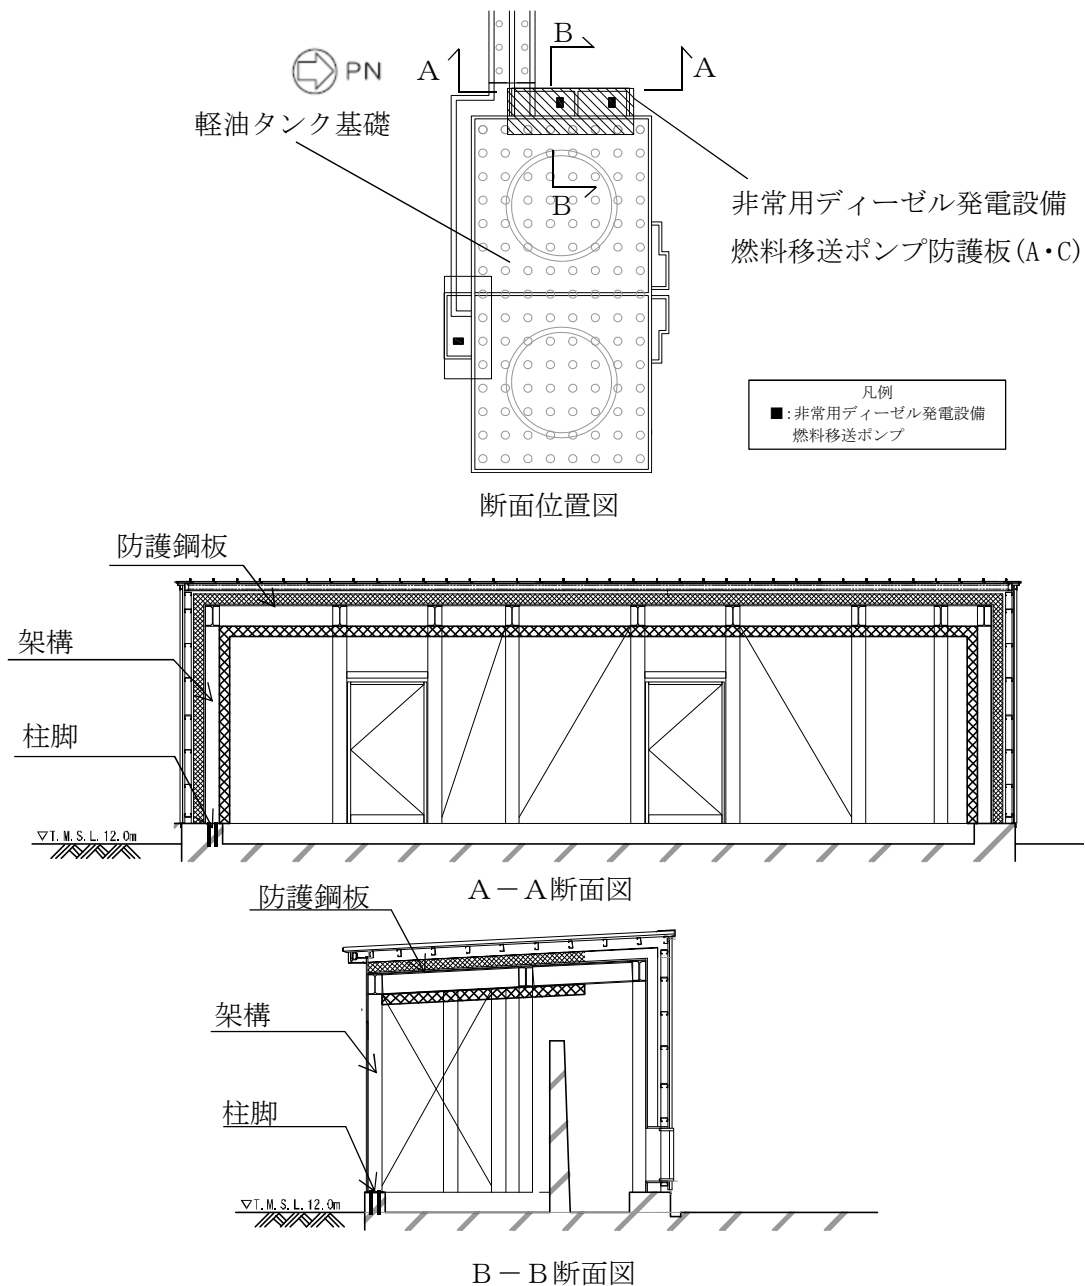 B
A
A
PN
軽油タンク基礎
B
非常用ディーゼル発電設備
燃料移送ポンプ防護板(A・C)
凡例
■:非常用ディーゼル発電設備
燃料移送ポンプ
断面位置図
防護鋼板
架構
柱脚
▽T.M.S.L.12.0m
A-A断面図
防護鋼板
架構
柱脚
▽T.M.S.L.12.0m
B-B断面図